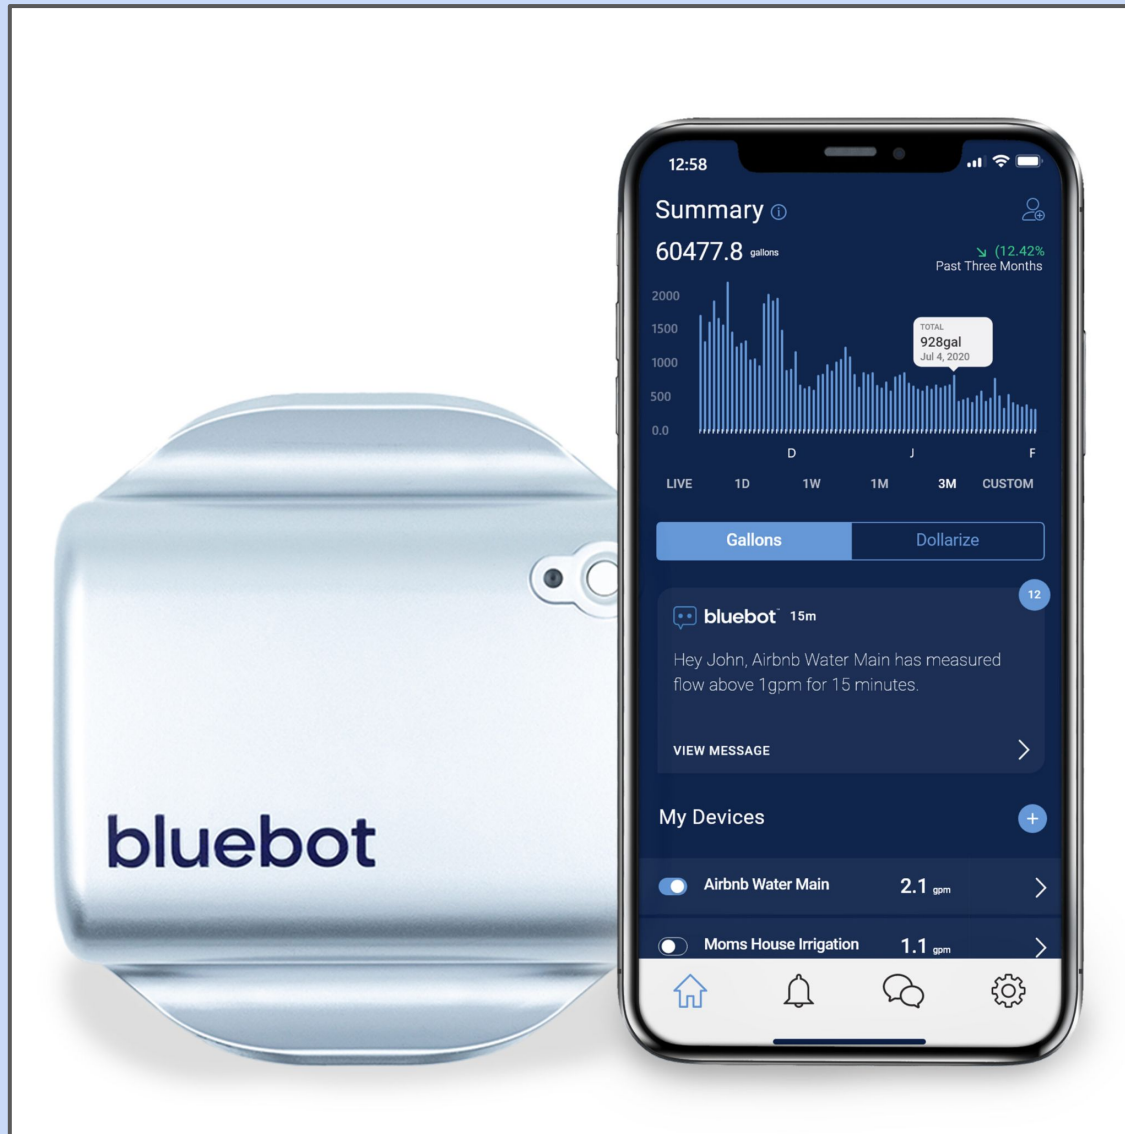 bluebot
12:58
Summary
60477.8 gallons
(12.42%
Past Three Months
2000
1500
1000
500
0.0
TOTAL
928gal
Jul 4, 2020
D J F
LIVE 1D 1W 1M 3M CUSTOM
Gallons Dollarize
12
bluebot 15m
Hey John, Airbnb Water Main has measured
flow above 1gpm for 15 minutes.
VIEW MESSAGE
My Devices
Airbnb Water Main 2.1 gpm
Moms House Irrigation 1.1 gpm